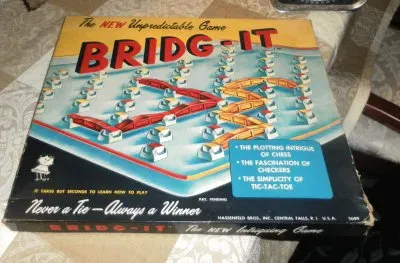 The NEW Unpredictable Game
BRIDG-IT
• THE PLOTTING INTRIGUE
OF CHESS
• THE FASCINATION OF
CHECKERS
• THE SIMPLICITY OF
TIC-TAC-TOE
IT TAKES BUT SECONDS TO LEARN HOW TO PLAY
PAT. PENDING
Never a Tie — Always a Winner
HASSENFELD BROS., INC. CENTRAL FALLS, R. I. U.S.A.
BRIDG-IT The NEW Intriguing Game